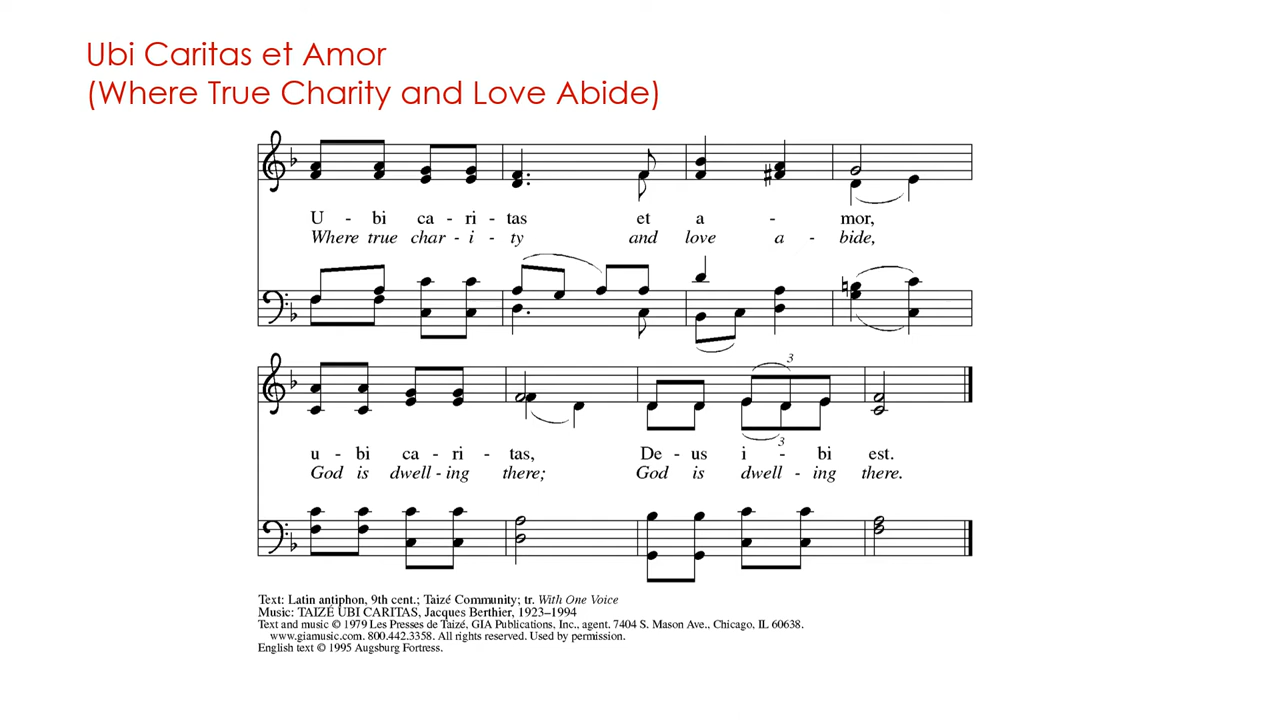 Ubi Caritas et Amor
(Where True Charity and Love Abide)
U - bi ca - ri - tas et a - mor,
Where true char - i - ty and love a - bide,
3
u - bi ca - ri - tas, De - us i - bi est.
3
God is dwell - ing there; God is dwell - ing there.
Text: Latin antiphon, 9th cent.; Taizé Community; tr. With One Voice
Music: TAIZÉ UBI CARITAS, Jacques Berthier, 1923–1994
Text and music © 1979 Les Presses de Taizé, GIA Publications, Inc., agent. 7404 S. Mason Ave., Chicago, IL 60638.
www.giamusic.com. 800.442.3358. All rights reserved. Used by permission.
English text © 1995 Augsburg Fortress.